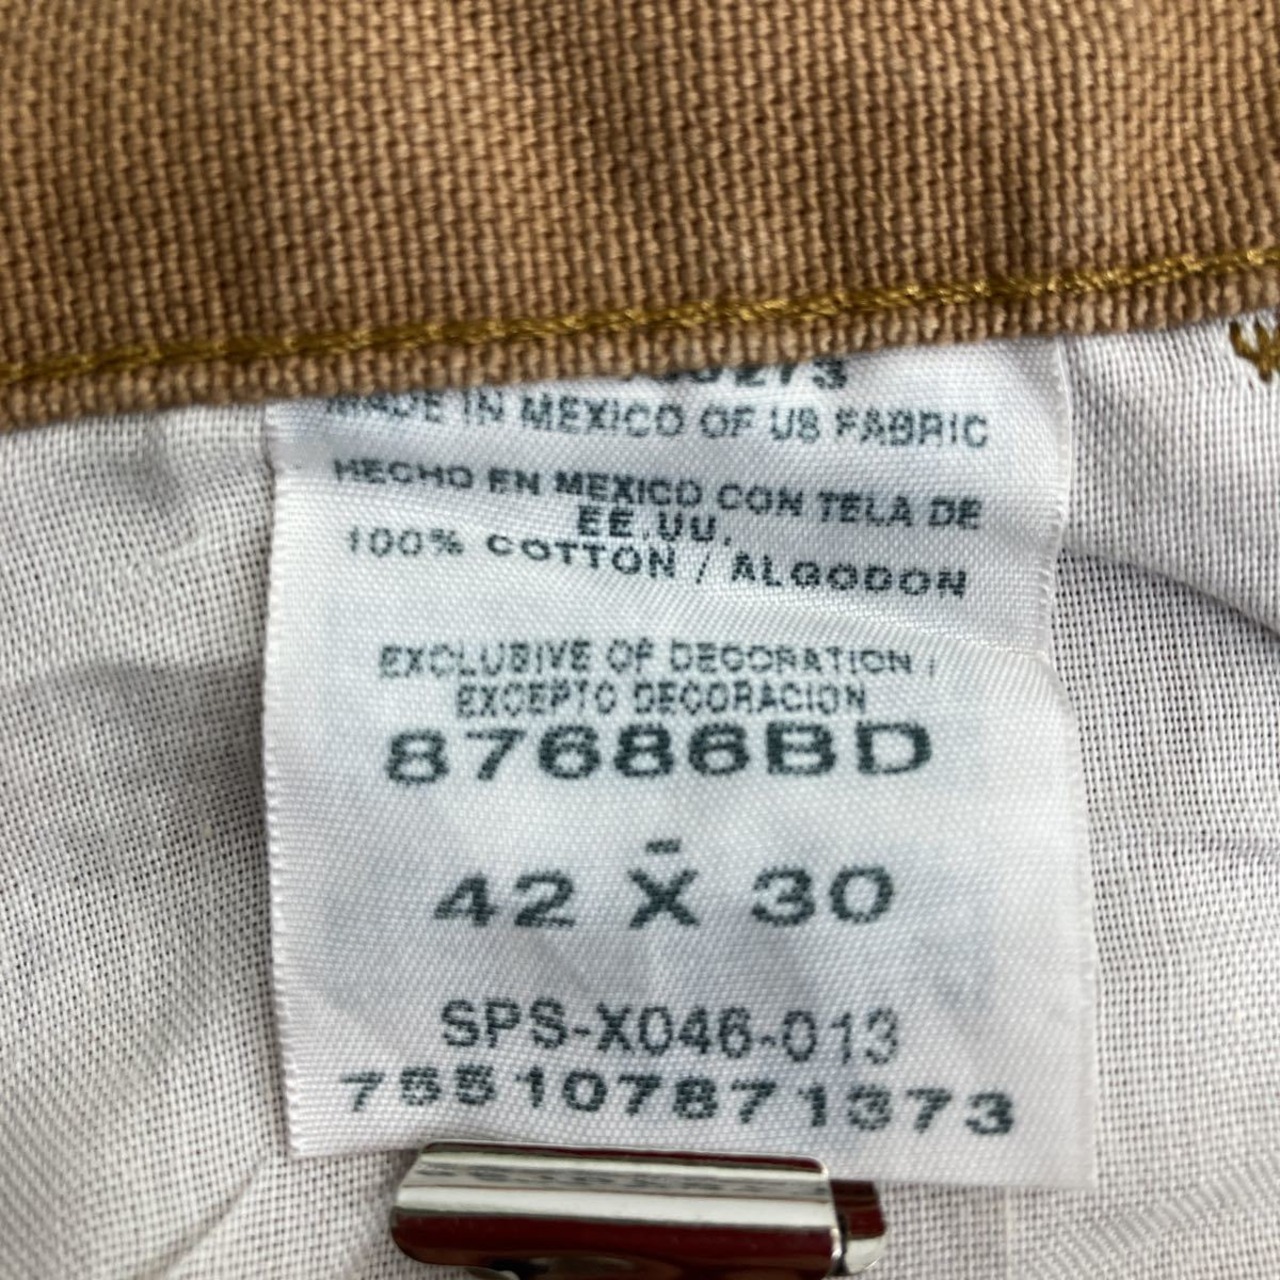 MADE IN MEXICO OF US FABRIC
HECHO EN MEXICO CON TELA DE
EE.UU.
100% COTTON / ALGODON
EXCLUSIVE OF DECORATION /
EXCEPTO DECORACION
87686BD
42 X 30
SPS-X046-013
755107871373